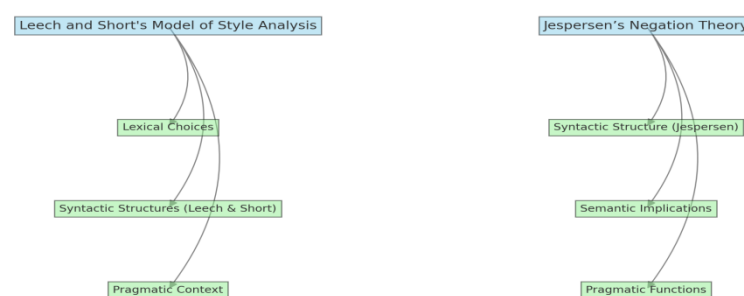 Leech and Short's Model of Style Analysis
Jespersen’s Negation Theory
Lexical Choices
Syntactic Structure (Jespersen)
Syntactic Structures (Leech & Short)
Semantic Implications
Pragmatic Context
Pragmatic Functions